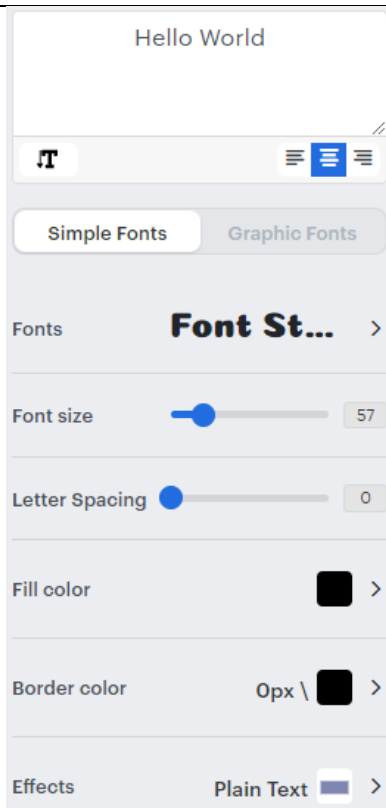 Hello World
Simple Fonts Graphic Fonts
Fonts Font St...
Font size 57
Letter Spacing 0
Fill color
Border color 0px \
Effects Plain Text